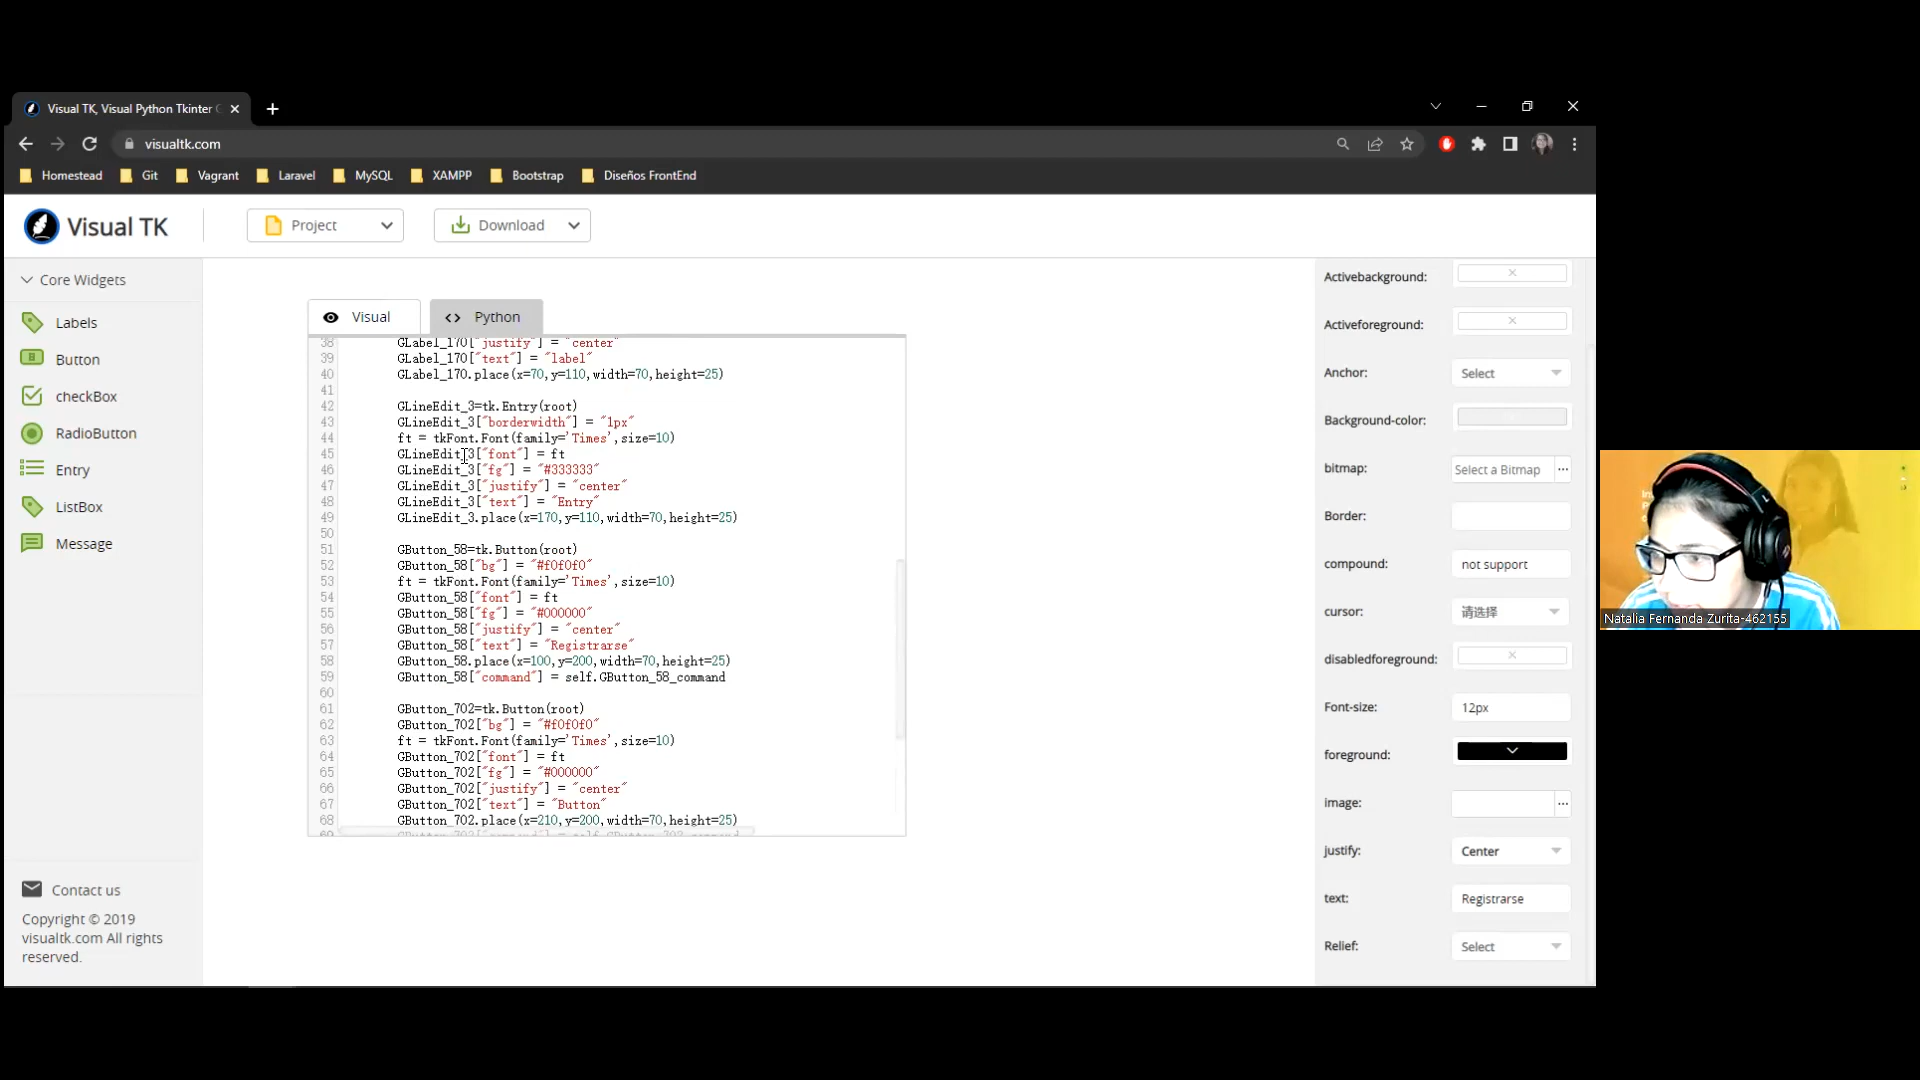 Visual TK, Visual Python Tkinter
visualtk.com
Homestead
Git
Vagrant
Laravel
MySQL
XAMPP
Bootstrap
Diseños FrontEnd
Visual TK
Project
Download
Core Widgets
Labels
Button
checkBox
RadioButton
Entry
ListBox
Message
Contact us
Copyright © 2019
visualtk.com All rights
reserved.
Visual
<> Python
38 GLabel_170["justify"] = "center"
39 GLabel_170["text"] = "label"
40 GLabel_170.place(x=70,y=110,width=70,height=25)
41
42 GLineEdit_3=tk.Entry(root)
43 GLineEdit_3["borderwidth"] = "1px"
44 ft = tkFont.Font(family='Times',size=10)
45 GLineEdit_3["font"] = ft
46 GLineEdit_3["fg"] = "#333333"
47 GLineEdit_3["justify"] = "center"
48 GLineEdit_3["text"] = "Entry"
49 GLineEdit_3.place(x=170,y=110,width=70,height=25)
50
51 GButton_58=tk.Button(root)
52 GButton_58["bg"] = "#f0f0f0"
53 ft = tkFont.Font(family='Times',size=10)
54 GButton_58["font"] = ft
55 GButton_58["fg"] = "#000000"
56 GButton_58["justify"] = "center"
57 GButton_58["text"] = "Registrarse"
58 GButton_58.place(x=100,y=200,width=70,height=25)
59 GButton_58["command"] = self.GButton_58_command
60
61 GButton_702=tk.Button(root)
62 GButton_702["bg"] = "#f0f0f0"
63 ft = tkFont.Font(family='Times',size=10)
64 GButton_702["font"] = ft
65 GButton_702["fg"] = "#000000"
66 GButton_702["justify"] = "center"
67 GButton_702["text"] = "Button"
68 GButton_702.place(x=210,y=200,width=70,height=25)
69 GButton_702["command"] = self.GButton_702_command
Activebackground:
Activeforeground:
Anchor: Select
Background-color:
bitmap: Select a Bitmap ...
Border:
compound: not support
cursor: 请选择
disabledforeground:
Font-size: 12px
foreground:
image: ...
justify: Center
text: Registrarse
Relief: Select
Natalia Fernanda Zurita-462155